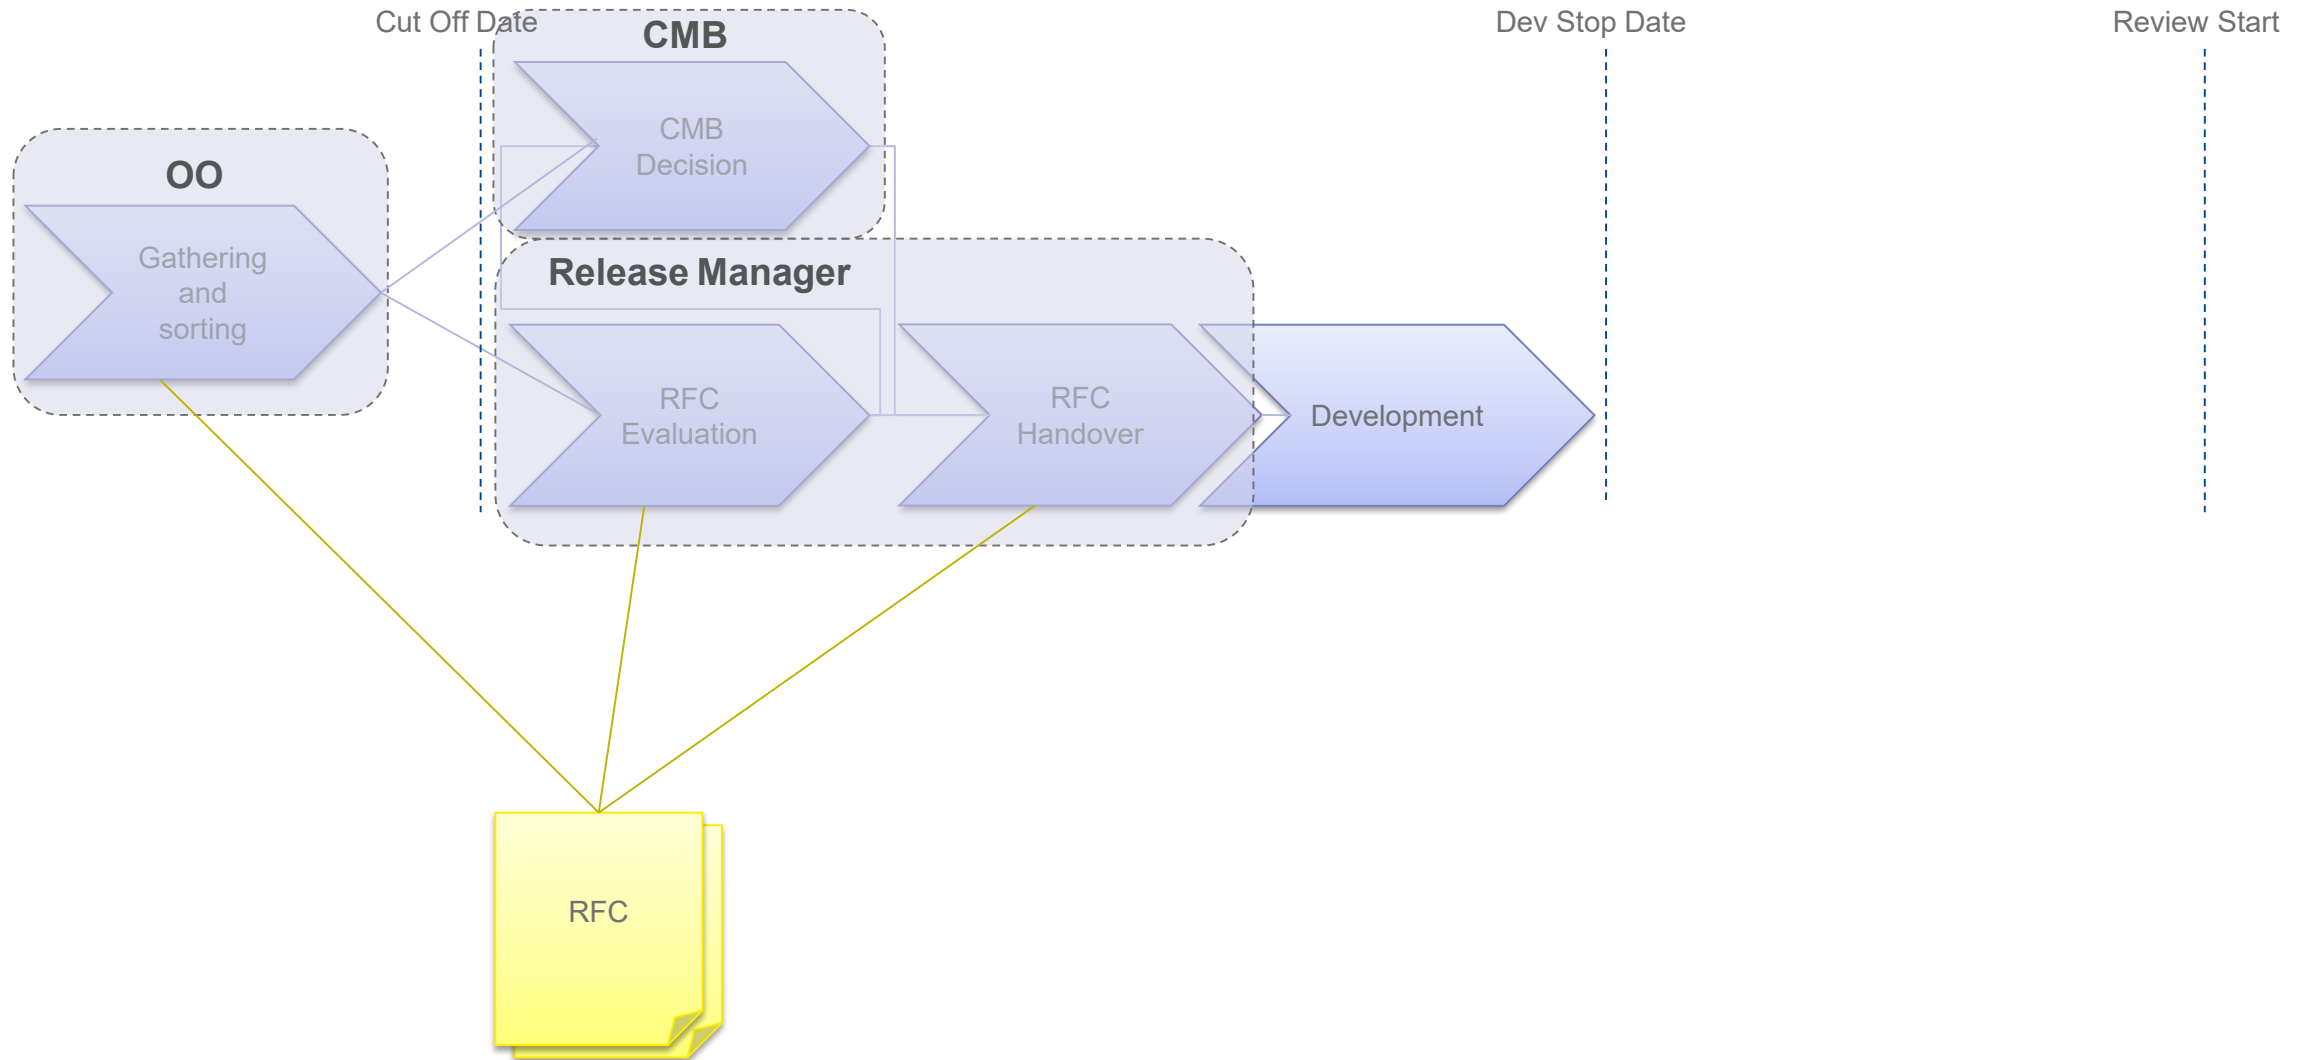 Cut Off Date
Dev Stop Date
Review Start
CMB
CMB
Decision
OO
Gathering
and
sorting
Release Manager
RFC
Evaluation
RFC
Handover
Development
RFC